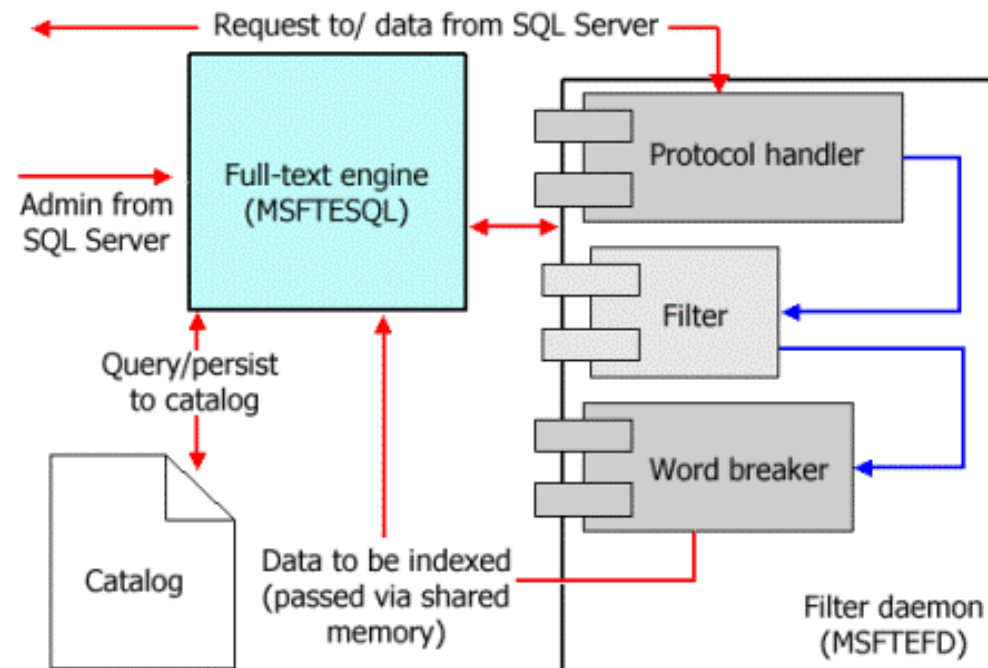 Request to/ data from SQL Server
Protocol handler
Full-text engine
(MSFTESQL)
Admin from
SQL Server
Filter
Query/persist
to catalog
Word breaker
Data to be indexed
(passed via shared
memory)
Catalog
Filter daemon
(MSFTEFD)